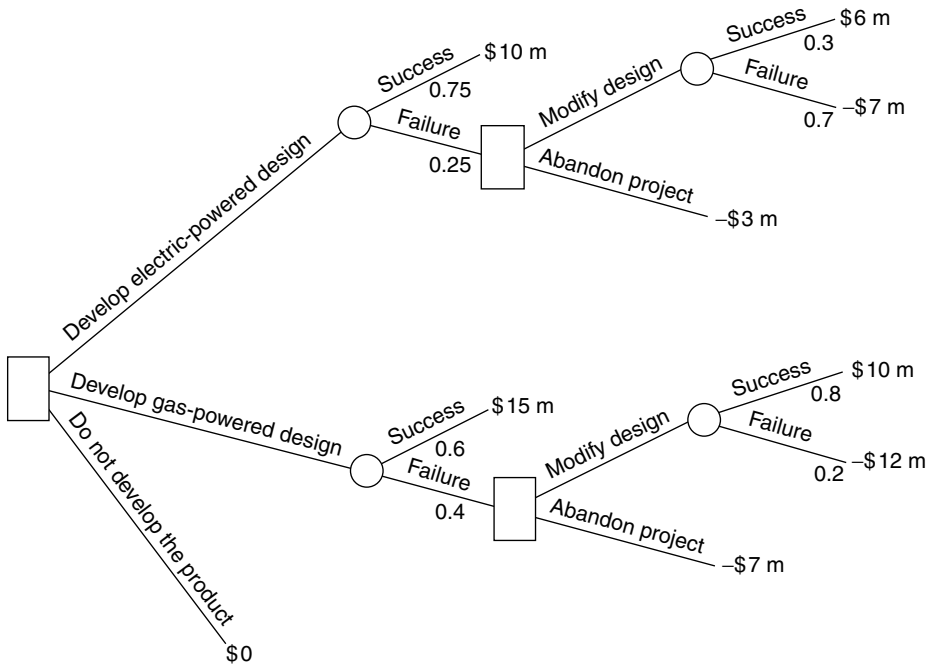 Success
$6 m
0.3
Success
$10 m
Modify design
Failure
0.75
0.7
–$7 m
Failure
0.25
Abandon project
–$3 m
Develop electric-powered design
Develop gas-powered design
Success
$15 m
Success
$10 m
0.8
0.6
Modify design
Failure
–$12 m
0.2
Failure
0.4
Abandon project
–$7 m
Do not develop the product
$0